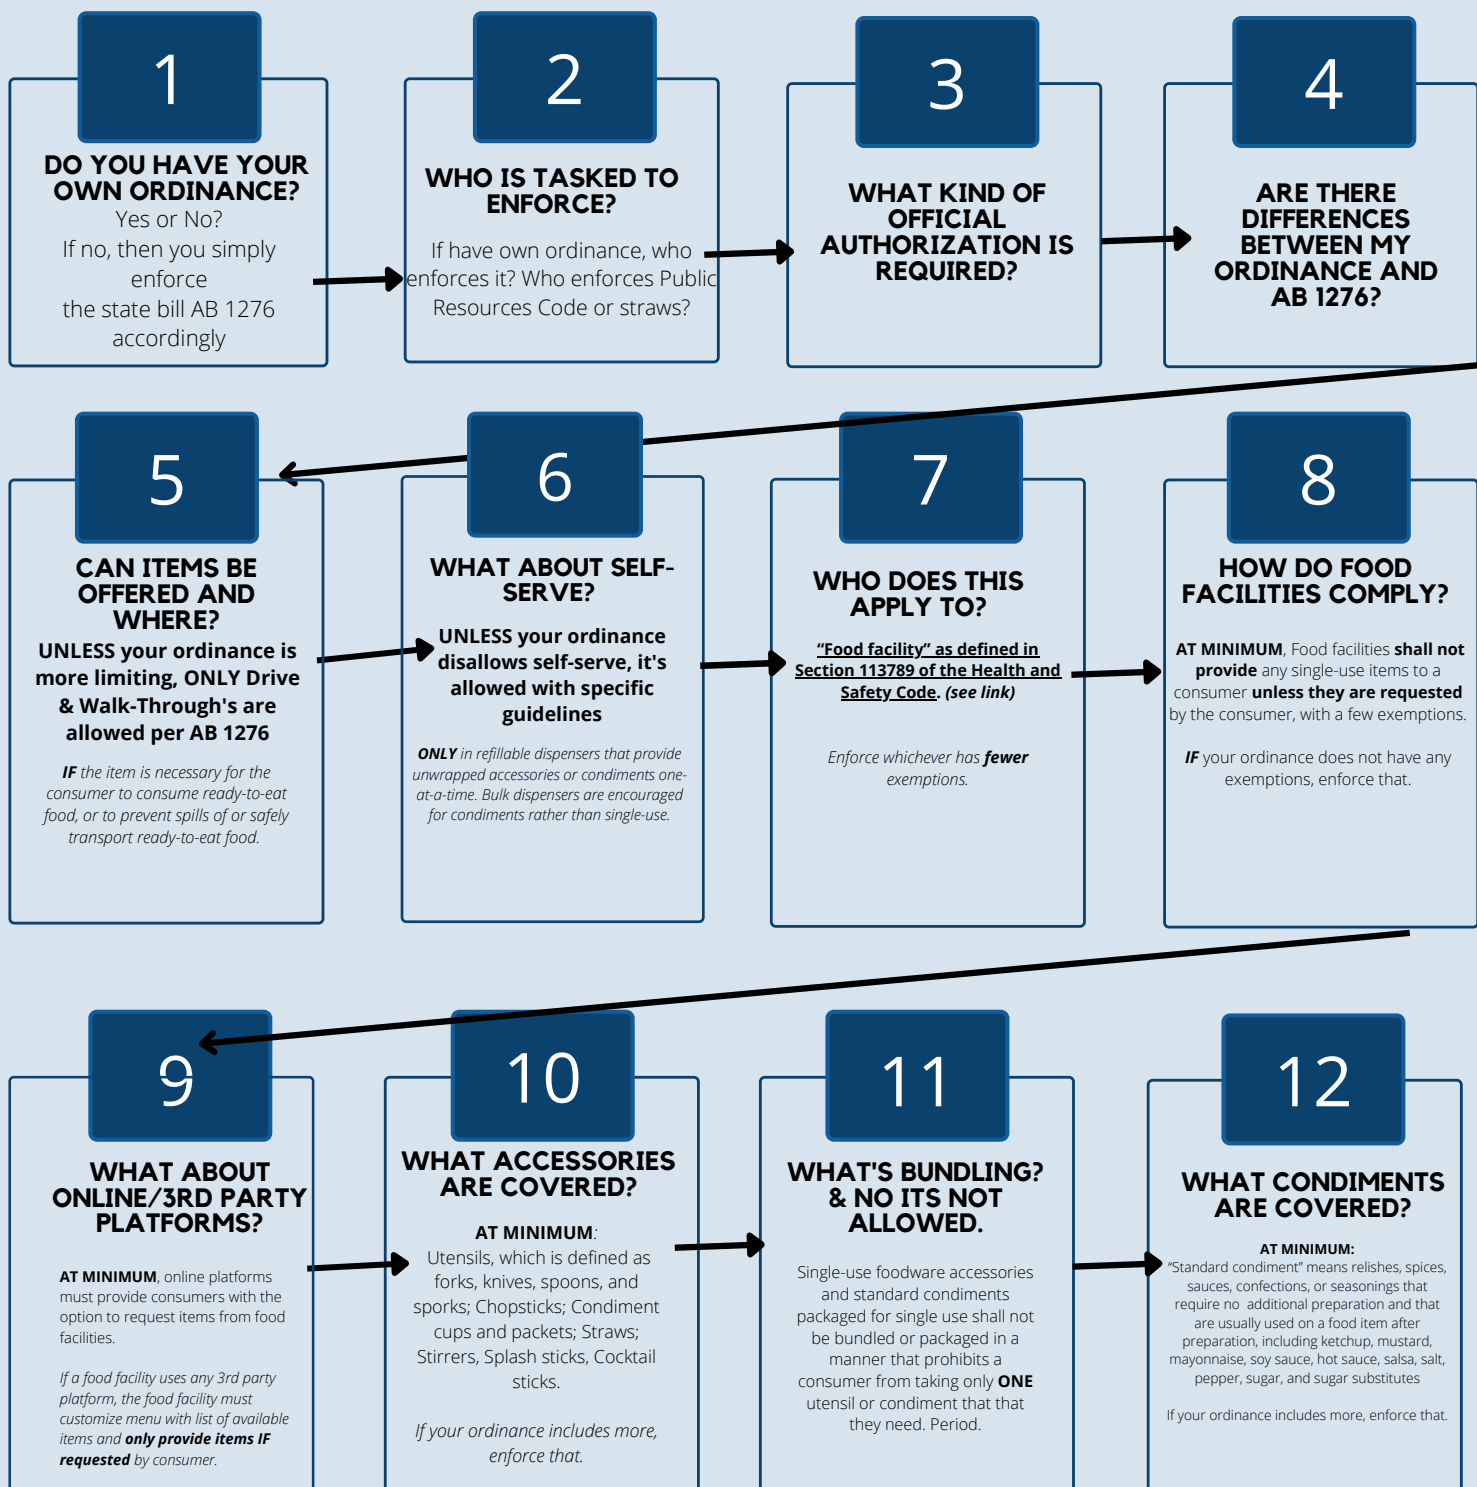 1
DO YOU HAVE YOUR
OWN ORDINANCE?
Yes or No?
If no, then you simply
enforce
the state bill AB 1276
accordingly
2
WHO IS TASKED TO
ENFORCE?
If have own ordinance, who
enforces it? Who enforces Public
Resources Code or straws?
3
WHAT KIND OF
OFFICIAL
AUTHORIZATION IS
REQUIRED?
4
ARE THERE
DIFFERENCES
BETWEEN MY
ORDINANCE AND
AB 1276?
5
CAN ITEMS BE
OFFERED AND
WHERE?
UNLESS your ordinance is
more limiting, ONLY Drive
& Walk-Through's are
allowed per AB 1276
IF the item is necessary for the
consumer to consume ready-to-eat
food, or to prevent spills of or safely
transport ready-to-eat food.
6
WHAT ABOUT SELF-
SERVE?
UNLESS your ordinance
disallows self-serve, it's
allowed with specific
guidelines
ONLY in refillable dispensers that provide
unwrapped accessories or condiments one-
at-a-time. Bulk dispensers are encouraged
for condiments rather than single-use.
7
WHO DOES THIS
APPLY TO?
“Food facility” as defined in
Section 113789 of the Health and
Safety Code. (see link)
Enforce whichever has fewer
exemptions.
8
HOW DO FOOD
FACILITIES COMPLY?
AT MINIMUM, Food facilities shall not
provide any single-use items to a
consumer unless they are requested
by the consumer, with a few exemptions.
IF your ordinance does not have any
exemptions, enforce that.
9
WHAT ABOUT
ONLINE/3RD PARTY
PLATFORMS?
AT MINIMUM, online platforms
must provide consumers with the
option to request items from food
facilities.
If a food facility uses any 3rd party
platform, the food facility must
customize menu with list of available
items and only provide items IF
requested by consumer.
10
WHAT ACCESSORIES
ARE COVERED?
AT MINIMUM:
Utensils, which is defined as
forks, knives, spoons, and
sporks; Chopsticks; Condiment
cups and packets; Straws;
Stirrers, Splash sticks, Cocktail
sticks.
If your ordinance includes more,
enforce that.
11
WHAT'S BUNDLING?
& NO ITS NOT
ALLOWED.
Single-use foodware accessories
and standard condiments
packaged for single use shall not
be bundled or packaged in a
manner that prohibits a
consumer from taking only ONE
utensil or condiment that that
they need. Period.
12
WHAT CONDIMENTS
ARE COVERED?
AT MINIMUM:
“Standard condiment” means relishes, spices,
sauces, confections, or seasonings that
require no additional preparation and that
are usually used on a food item after
preparation, including ketchup, mustard,
mayonnaise, soy sauce, hot sauce, salsa, salt,
pepper, sugar, and sugar substitutes
If your ordinance includes more, enforce that.